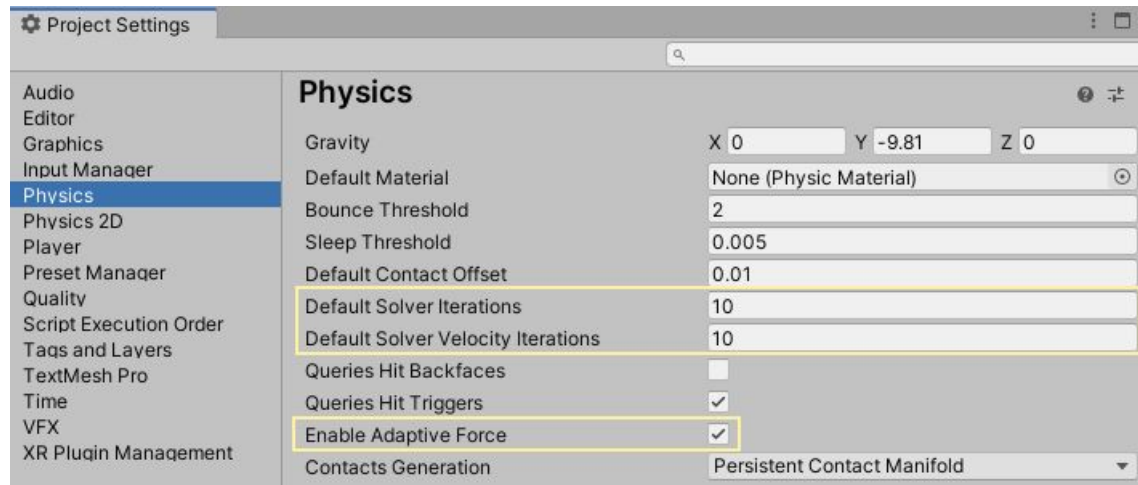 Project Settings
Audio
Editor
Graphics
Input Manager
Physics
Physics 2D
Player
Preset Manager
Quality
Script Execution Order
Tags and Layers
TextMesh Pro
Time
VFX
XR Plugin Management
Physics
Gravity X 0 Y -9.81 Z 0
Default Material None (Physic Material)
Bounce Threshold 2
Sleep Threshold 0.005
Default Contact Offset 0.01
Default Solver Iterations 10
Default Solver Velocity Iterations 10
Queries Hit Backfaces
Queries Hit Triggers
Enable Adaptive Force
Contacts Generation Persistent Contact Manifold